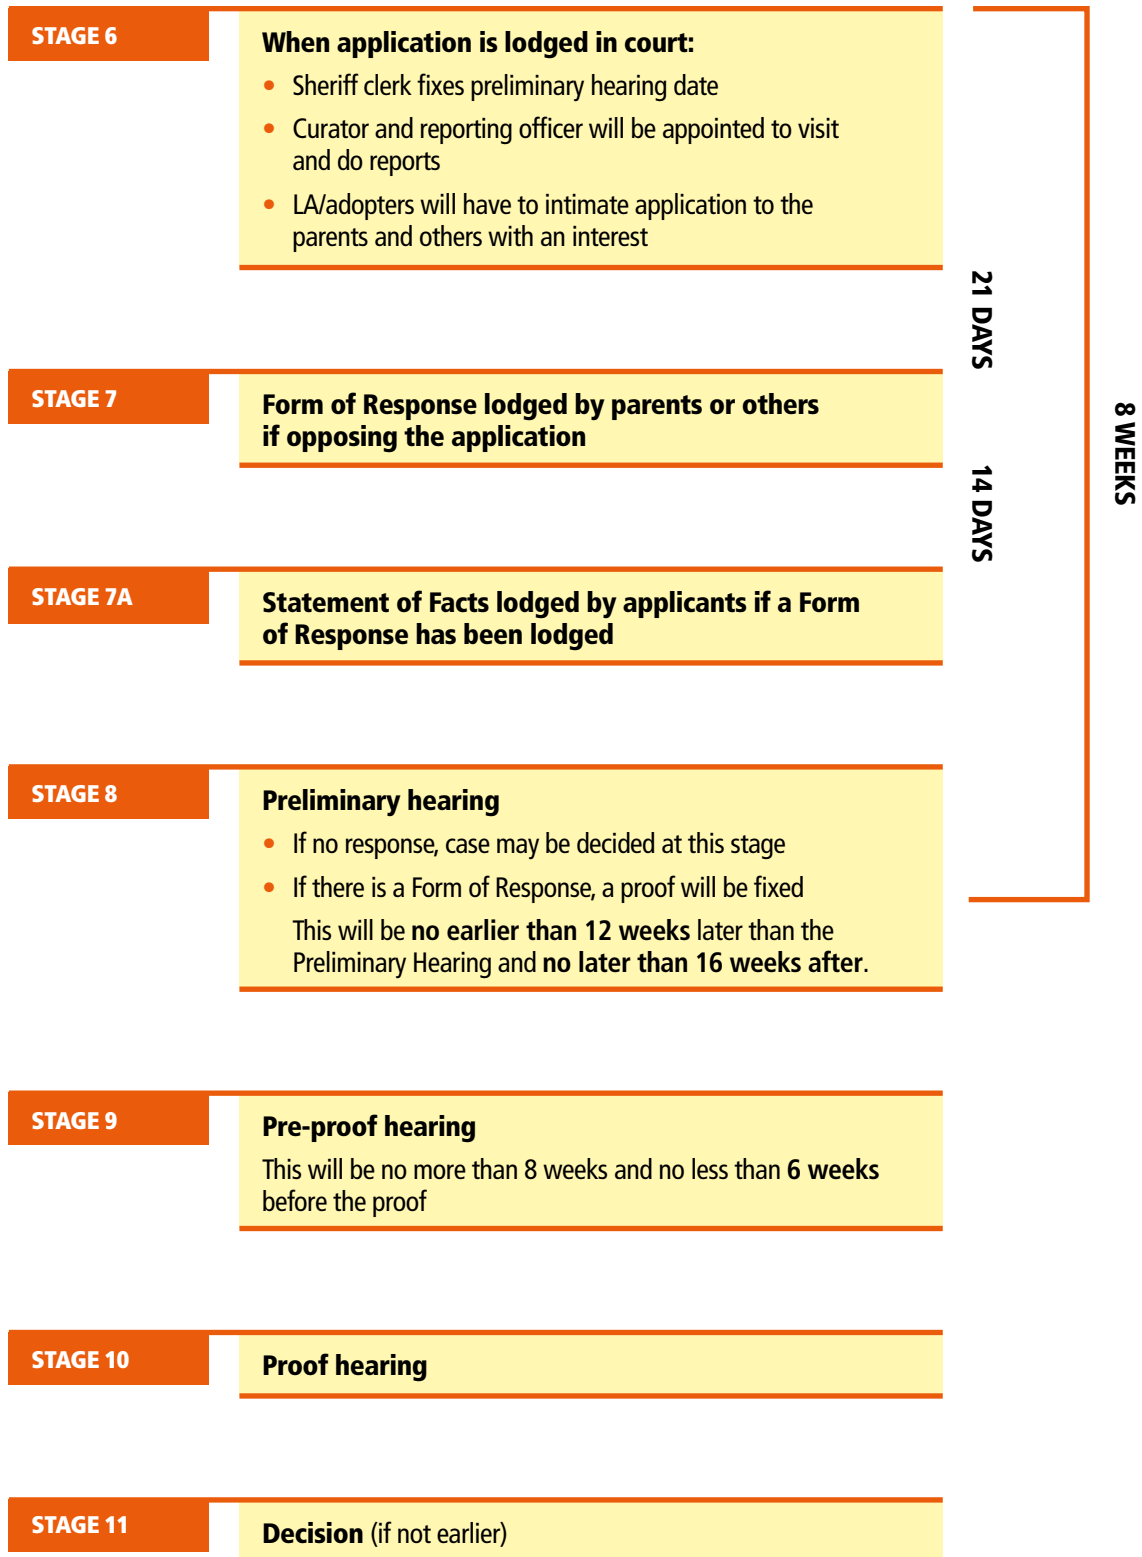 STAGE 6
When application is lodged in court:
• Sheriff clerk fixes preliminary hearing date
• Curator and reporting officer will be appointed to visit
and do reports
• LA/adopters will have to intimate application to the
parents and others with an interest
21 DAYS
STAGE 7
Form of Response lodged by parents or others
if opposing the application
8 WEEKS
14 DAYS
STAGE 7A
Statement of Facts lodged by applicants if a Form
of Response has been lodged
STAGE 8
Preliminary hearing
• If no response, case may be decided at this stage
• If there is a Form of Response, a proof will be fixed
This will be no earlier than 12 weeks later than the
Preliminary Hearing and no later than 16 weeks after.
STAGE 9
Pre-proof hearing
This will be no more than 8 weeks and no less than 6 weeks
before the proof
STAGE 10
Proof hearing
STAGE 11
Decision (if not earlier)